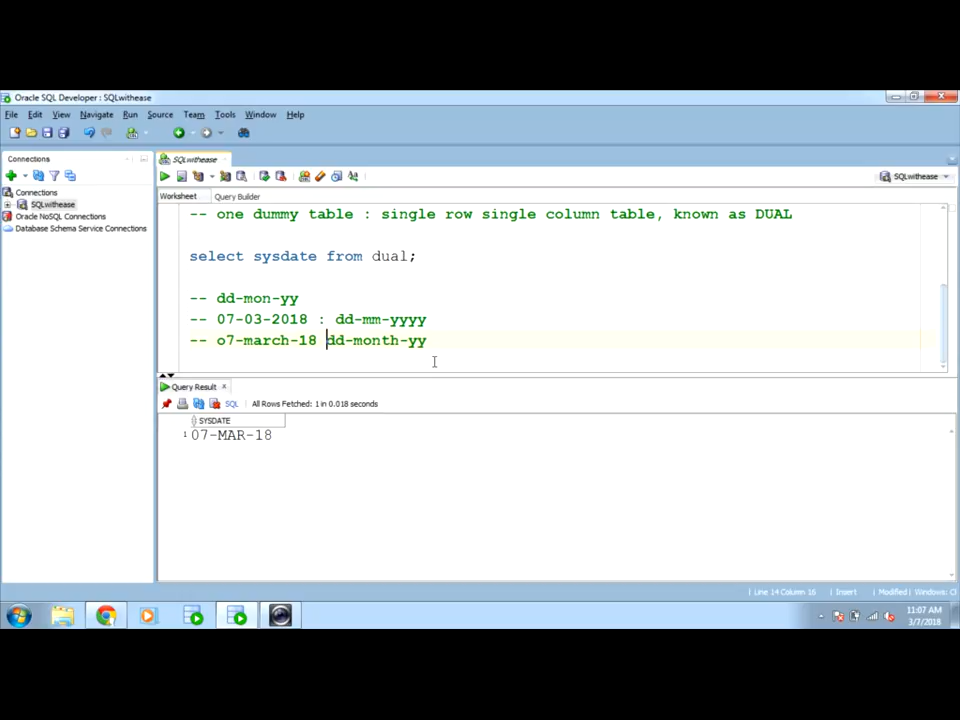 Oracle SQL Developer : SQLwithease
File Edit View Navigate Run Source Team Tools Window Help
Connections
SQLwithease
Connections
SQLwithease
Oracle NoSQL Connections
Database Schema Service Connections
SQLwithease
Worksheet Query Builder
-- one dummy table : single row single column table, known as DUAL
select sysdate from dual;
-- dd-mon-yy
-- 07-03-2018 : dd-mm-yyyy
-- o7-march-18 dd-month-yy
Query Result x
SQL All Rows Fetched: 1 in 0.018 seconds
SYSDATE
1 07-MAR-18
Line 14 Column 16 Insert Modified Windows: C
11:07 AM
3/7/2018